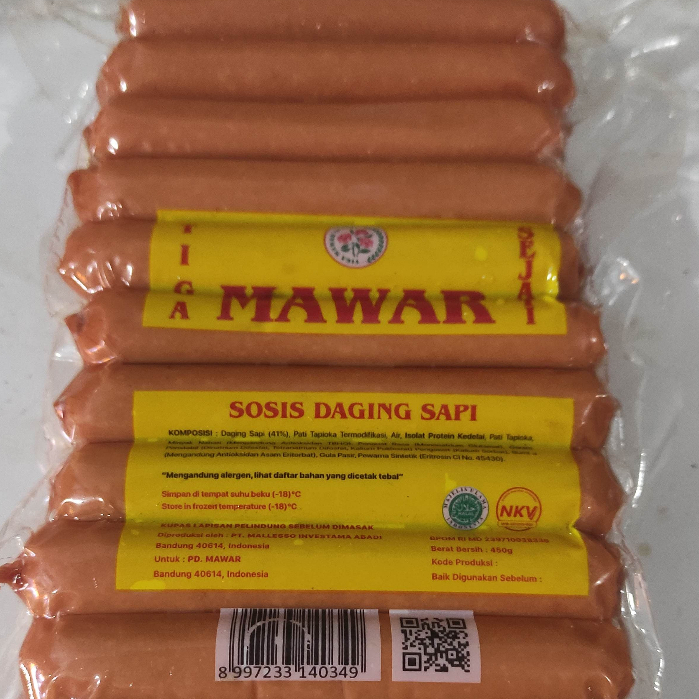 TIGA
MAWAR
SEJATI
SOSIS DAGING SAPI
KOMPOSISI : Daging Sapi (41%), Pati Tapioka Termodifikasi, Air, Isolat Protein Kedelai, Pati Tapioka,
(Mengandung Antioksidan Asam Eritorbat), Gula Pasir, Pewarna Sintetik (Eritrosin CI No. 45430).
"Mengandung alergen, lihat daftar bahan yang dicetak tebal"
Simpan di tempat suhu beku (-18)°C
Store in frozen temperature (-18)°C
NKV
KUPAS LAPISAN PELINDUNG SEBELUM DIMASAK
Diproduksi oleh : PT. MALLESSO INVESTAMA ABADI
Bandung 40614, Indonesia
Untuk : PD. MAWAR
Bandung 40614, Indonesia
BPOM RI MD
Berat Bersih : 450g
Kode Produksi :
Baik Digunakan Sebelum :
8 997233 140349